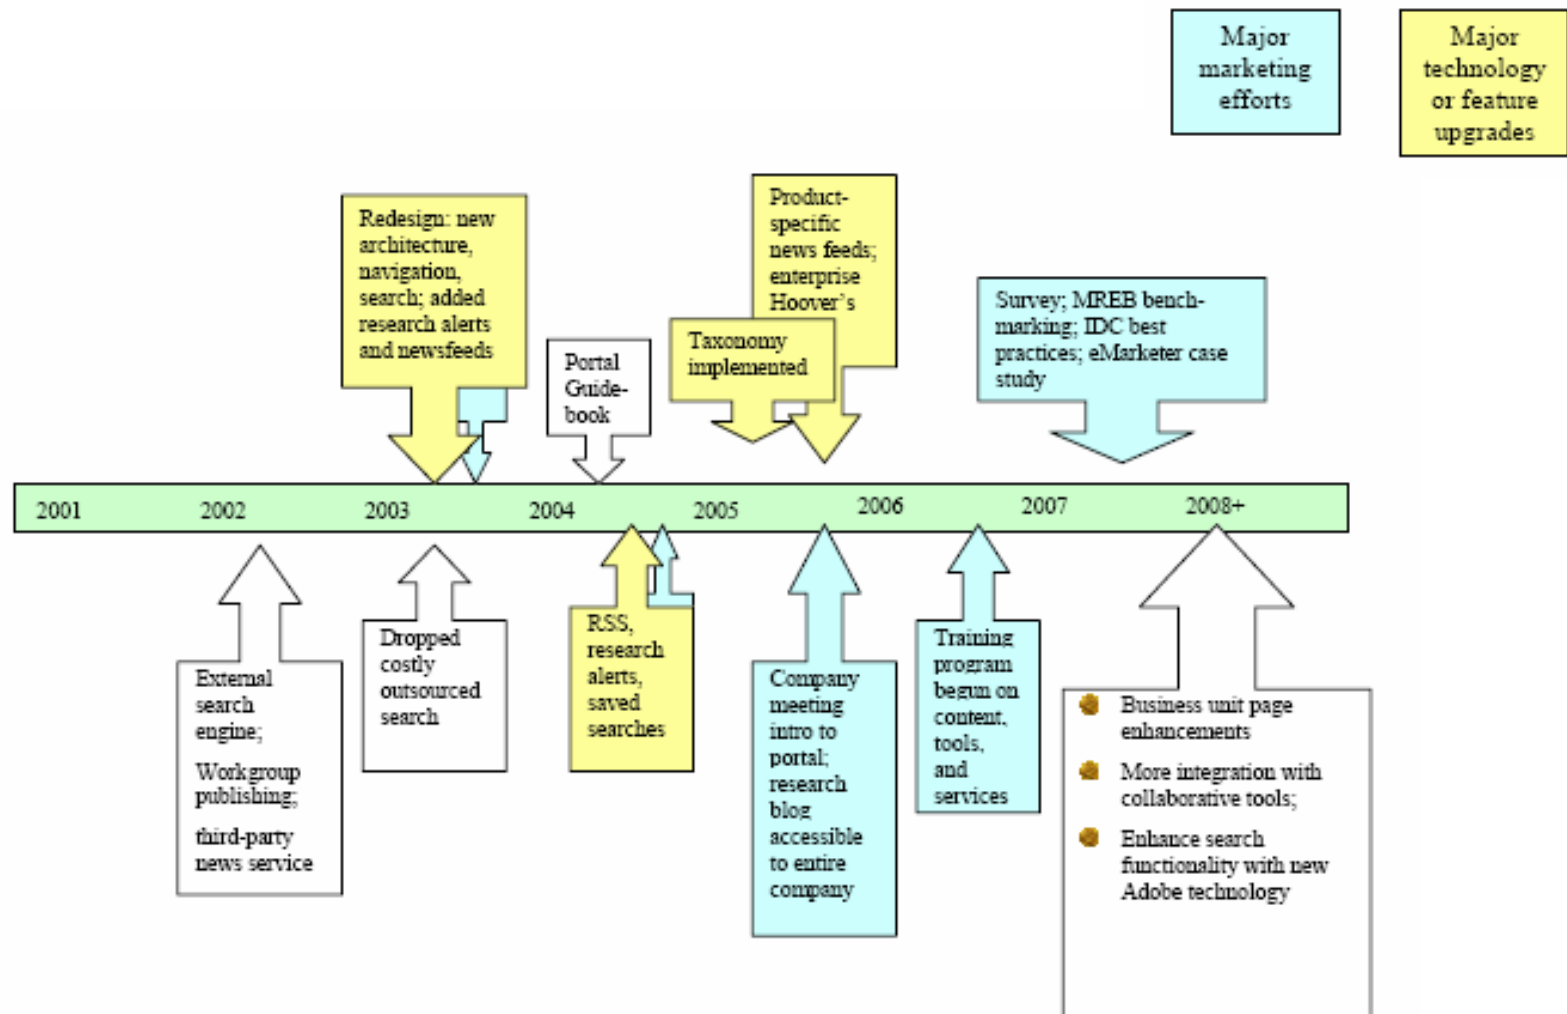 Major
marketing
efforts
Major
technology
or feature
upgrades
Redesign: new
architecture,
navigation,
search; added
research alerts
and newsfeeds
Portal
Guide-
book
Taxonomy
implemented
Product-
specific
news feeds;
enterprise
Hoover's
Survey; MREB bench-
marking; IDC best
practices; eMarketer case
study
2001
2002
2003
2004
2005
2006
2007
2008+
External
search
engine;
Workgroup
publishing;
third-party
news service
Dropped
costly
outsourced
search
RSS,
research
alerts,
saved
searches
Company
meeting
intro to
portal;
research
blog
accessible
to entire
company
Training
program
begun on
content,
tools,
and
services
Business unit page
enhancements
More integration with
collaborative tools;
Enhance search
functionality with new
Adobe technology